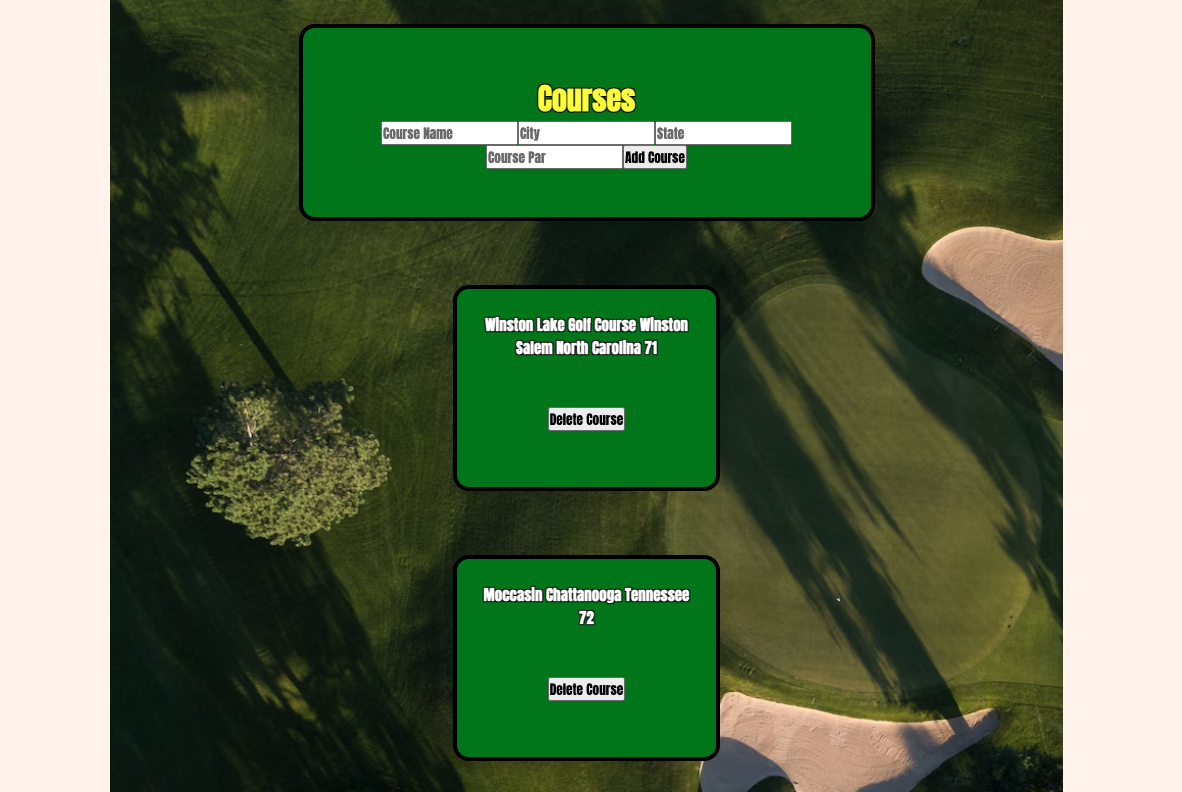 Courses
Course Name City State
Course Par Add Course
Winston Lake Golf Course Winston
Salem North Carolina 71
Delete Course
Moccasin Chattanooga Tennessee
72
Delete Course